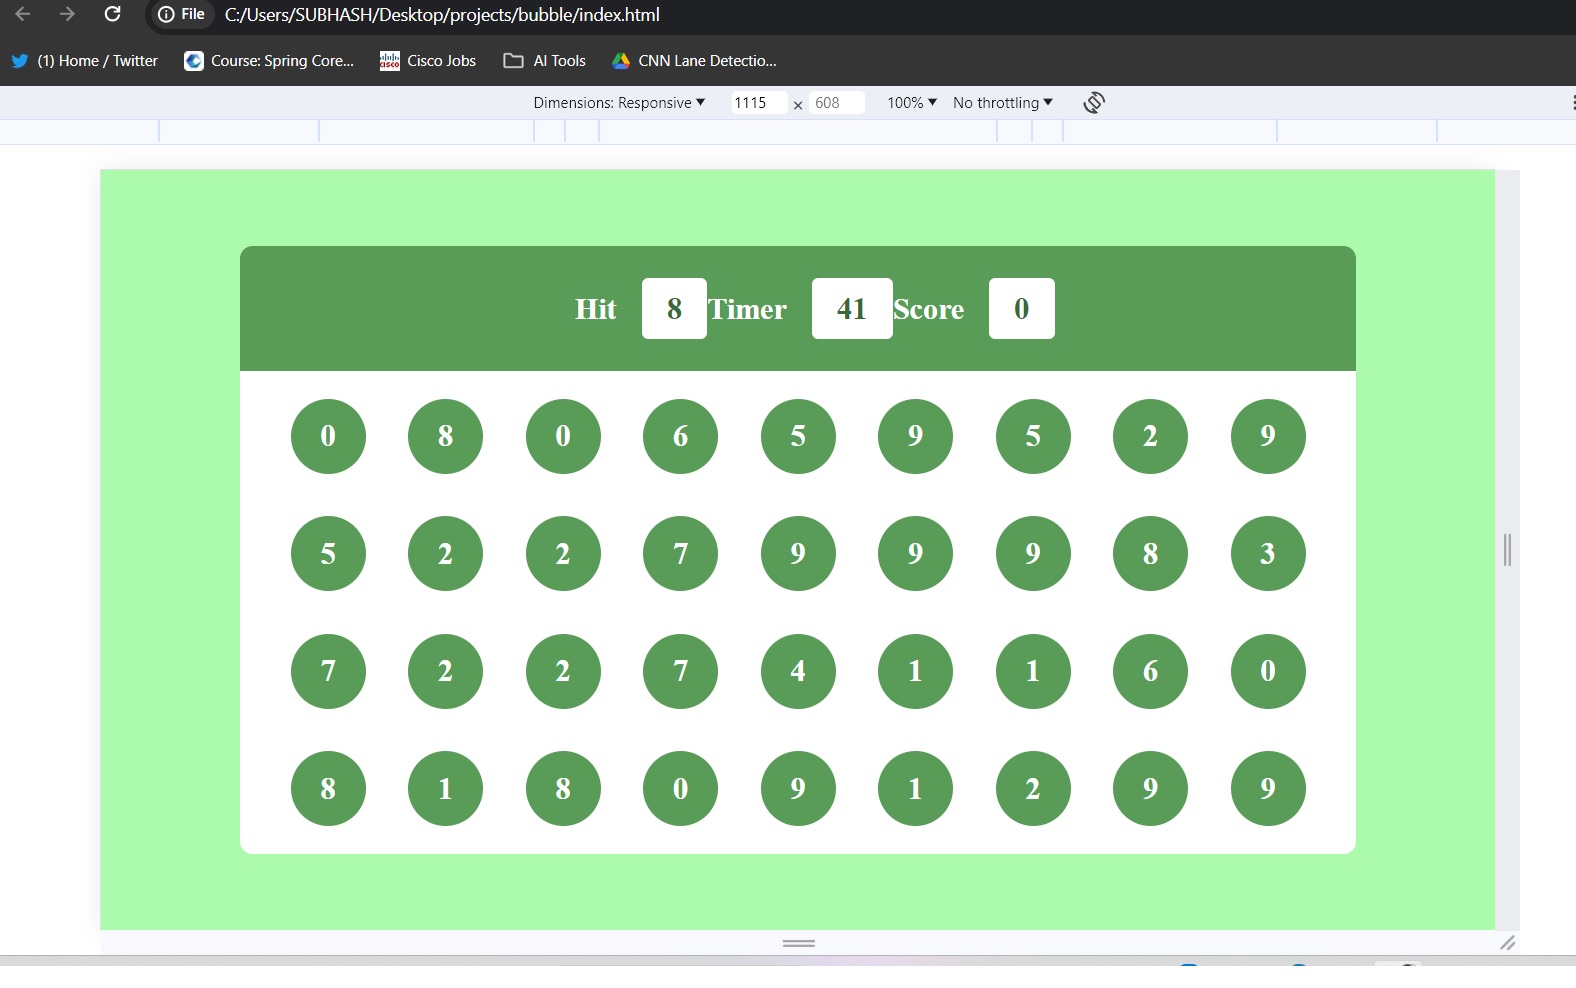 File C:/Users/SUBHASH/Desktop/projects/bubble/index.html
(1) Home / Twitter Course: Spring Core... Cisco Jobs AI Tools CNN Lane Detectio...
Dimensions: Responsive 1115 × 608 100% No throttling
Hit 8 Timer 41 Score 0
0 8 0 6 5 9 5 2 9
5 2 2 7 9 9 9 8 3
7 2 2 7 4 1 1 6 0
8 1 8 0 9 1 2 9 9